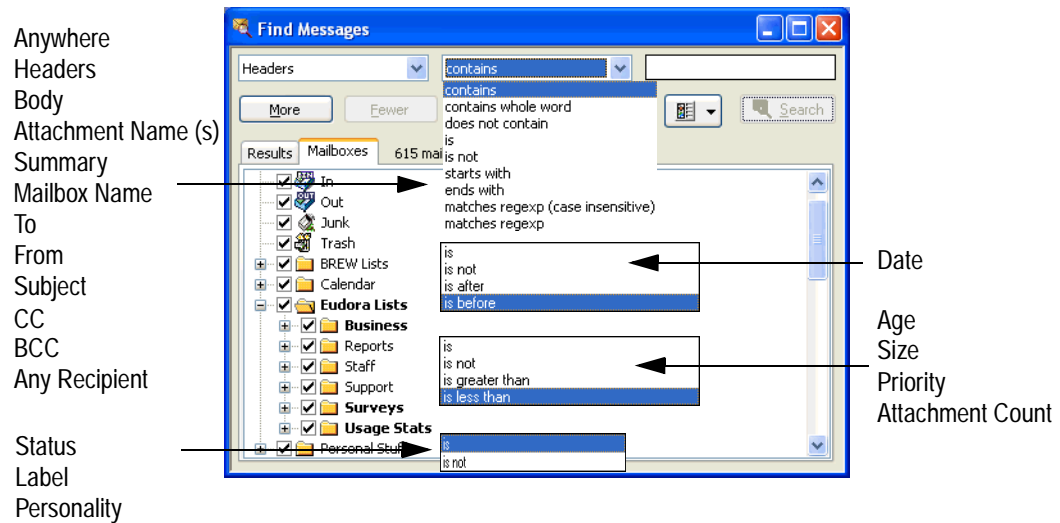 Anywhere
Headers
Body
Attachment Name (s)
Summary
Mailbox Name
To
From
Subject
CC
BCC
Any Recipient
Status
Label
Personality
Find Messages
Headers
contains
contains
contains whole word
does not contain
is
is not
starts with
ends with
matches regexp (case insensitive)
matches regexp
More
Fewer
Search
Results
Mailboxes
615 mai
IN
In
OUT
Out
Junk
Trash
BREW Lists
Calendar
Eudora Lists
Business
Reports
Staff
Support
Surveys
Usage Stats
Personal Stuff
is
is not
is after
is before
is
is not
is greater than
is less than
is
is not
Date
Age
Size
Priority
Attachment Count